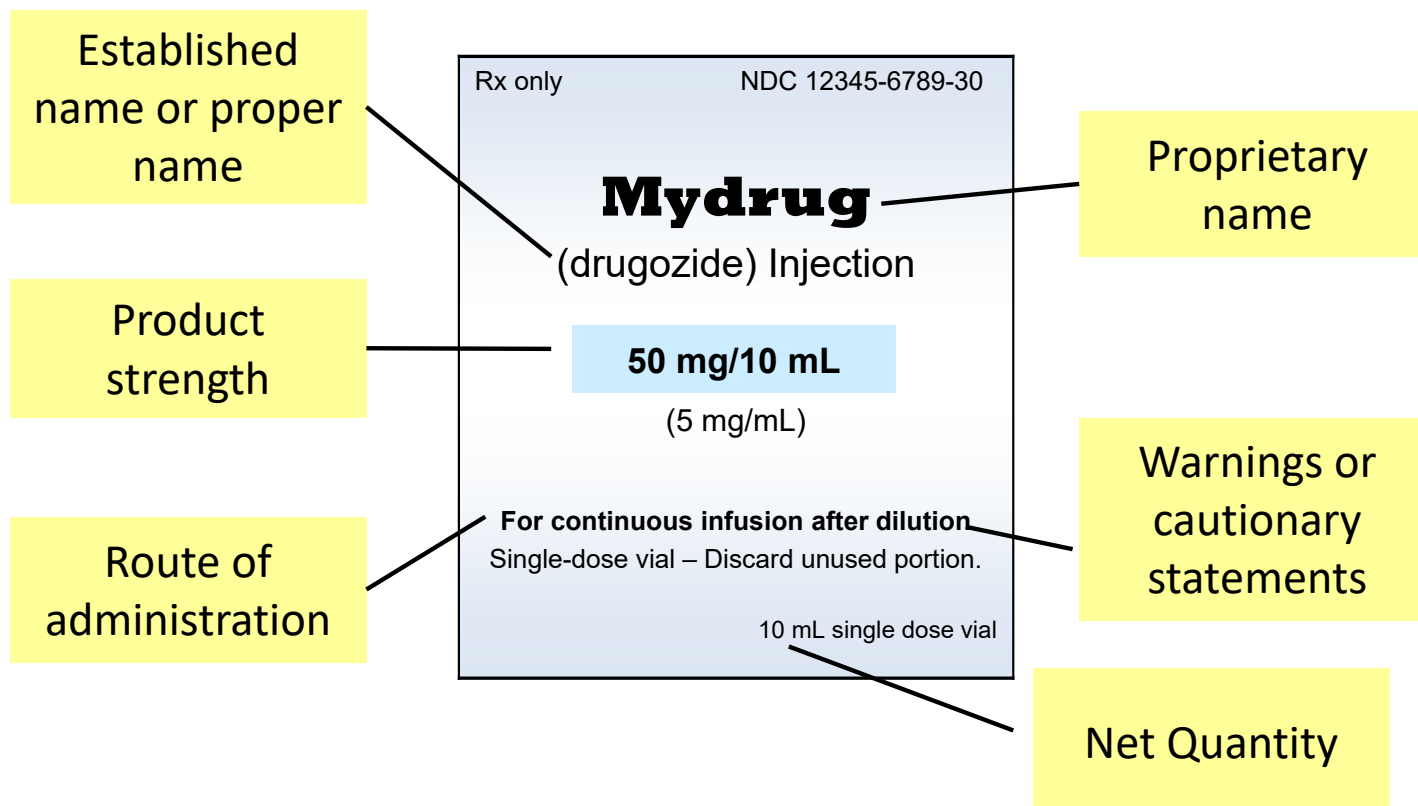 Established
name or proper
name
Product
strength
Route of
administration
Rx only NDC 12345-6789-30
Mydrug
(drugozide) Injection
50 mg/10 mL
(5 mg/mL)
For continuous infusion after dilution
Single-dose vial – Discard unused portion.
10 mL single dose vial
Proprietary
name
Warnings or
cautionary
statements
Net Quantity